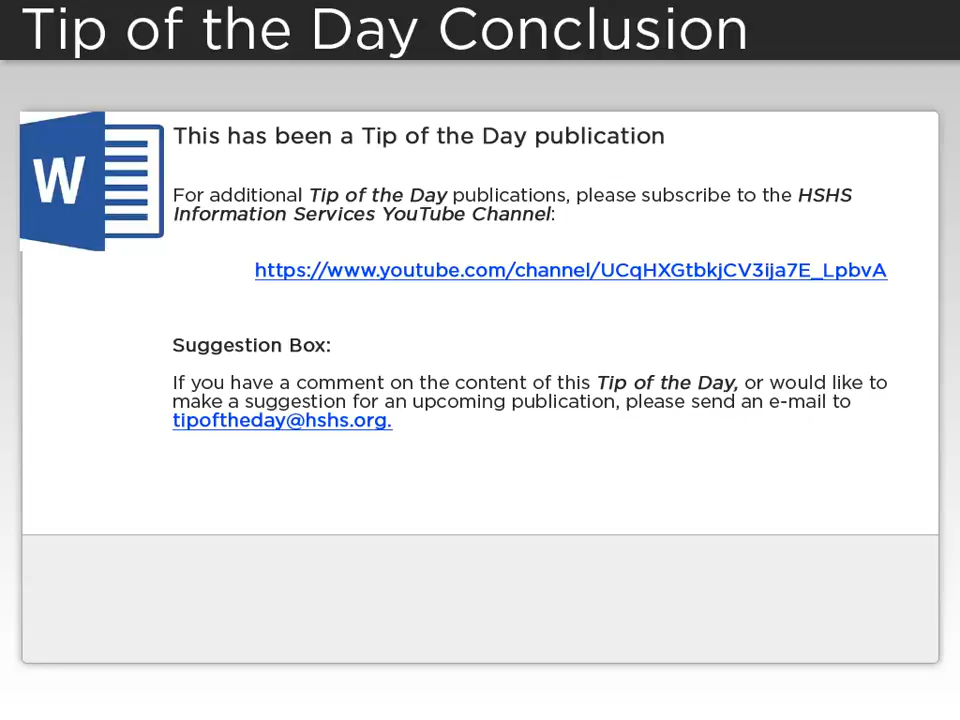 Tip of the Day Conclusion
W
This has been a Tip of the Day publication
For additional Tip of the Day publications, please subscribe to the HSHS
Information Services YouTube Channel:
https://www.youtube.com/channel/UCqHXGtbkjCV3ija7E_LpbvA
Suggestion Box:
If you have a comment on the content of this Tip of the Day, or would like to
make a suggestion for an upcoming publication, please send an e-mail to
tipoftheday@hshs.org.